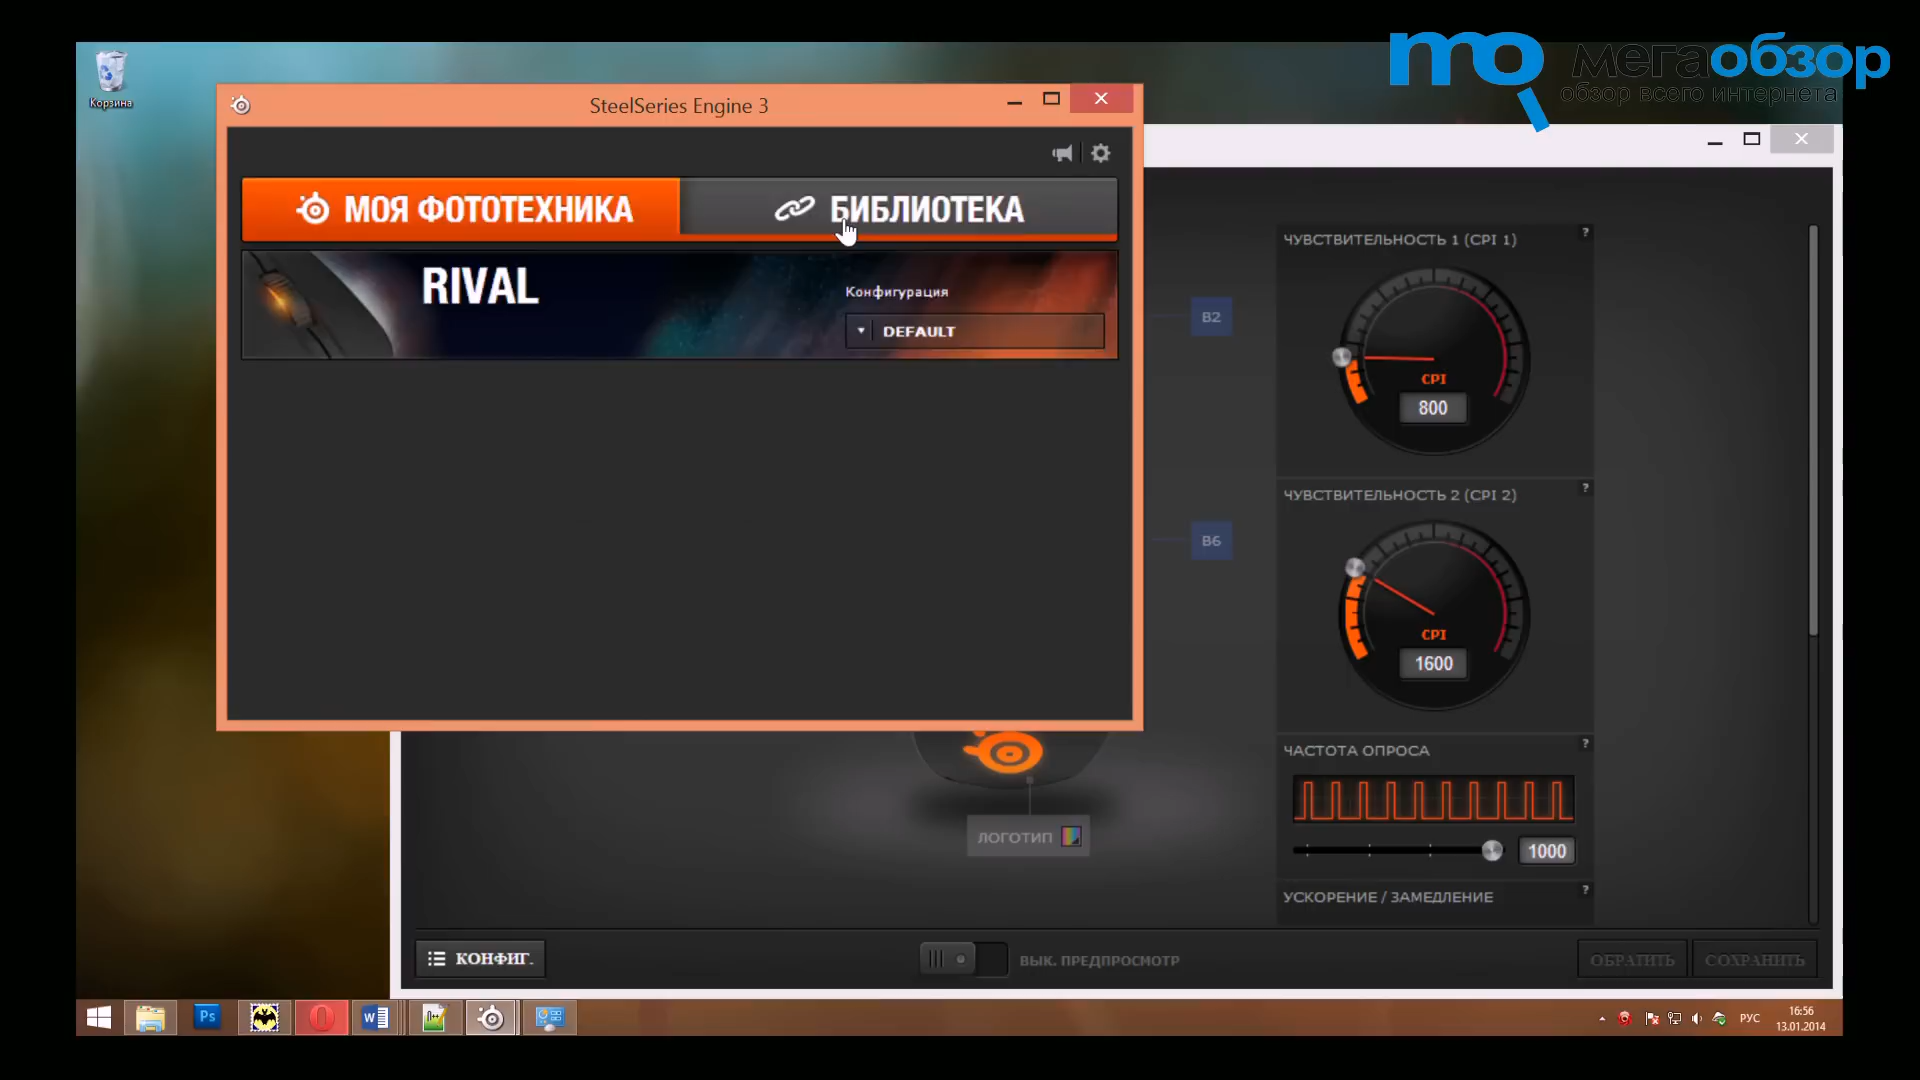 Корзина
мегаобзор
обзор всего интернета
SteelSeries Engine 3
МОЯ ФОТОТЕХНИКА
БИБЛИОТЕКА
RIVAL
Конфигурация
DEFAULT
B2
B6
ЧУВСТВИТЕЛЬНОСТЬ 1 (CPI 1)
?
CPI
800
ЧУВСТВИТЕЛЬНОСТЬ 2 (CPI 2)
?
CPI
1600
ЧАСТОТА ОПРОСА
?
1000
УСКОРЕНИЕ / ЗАМЕДЛЕНИЕ
?
ЛОГОТИП
КОНФИГ.
ВЫК. ПРЕДПРОСМОТР
ОБРАТИТЬ
СОХРАНИТЬ
Ps
РУС
16:56
13.01.2014